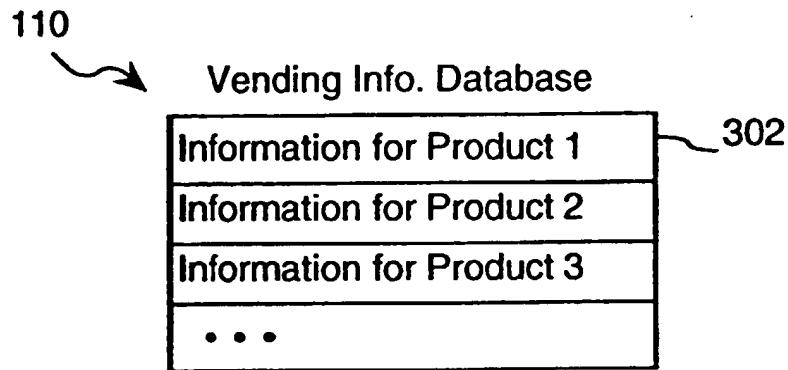 110
Vending Info. Database
Information for Product 1
302
Information for Product 2
Information for Product 3
• • •